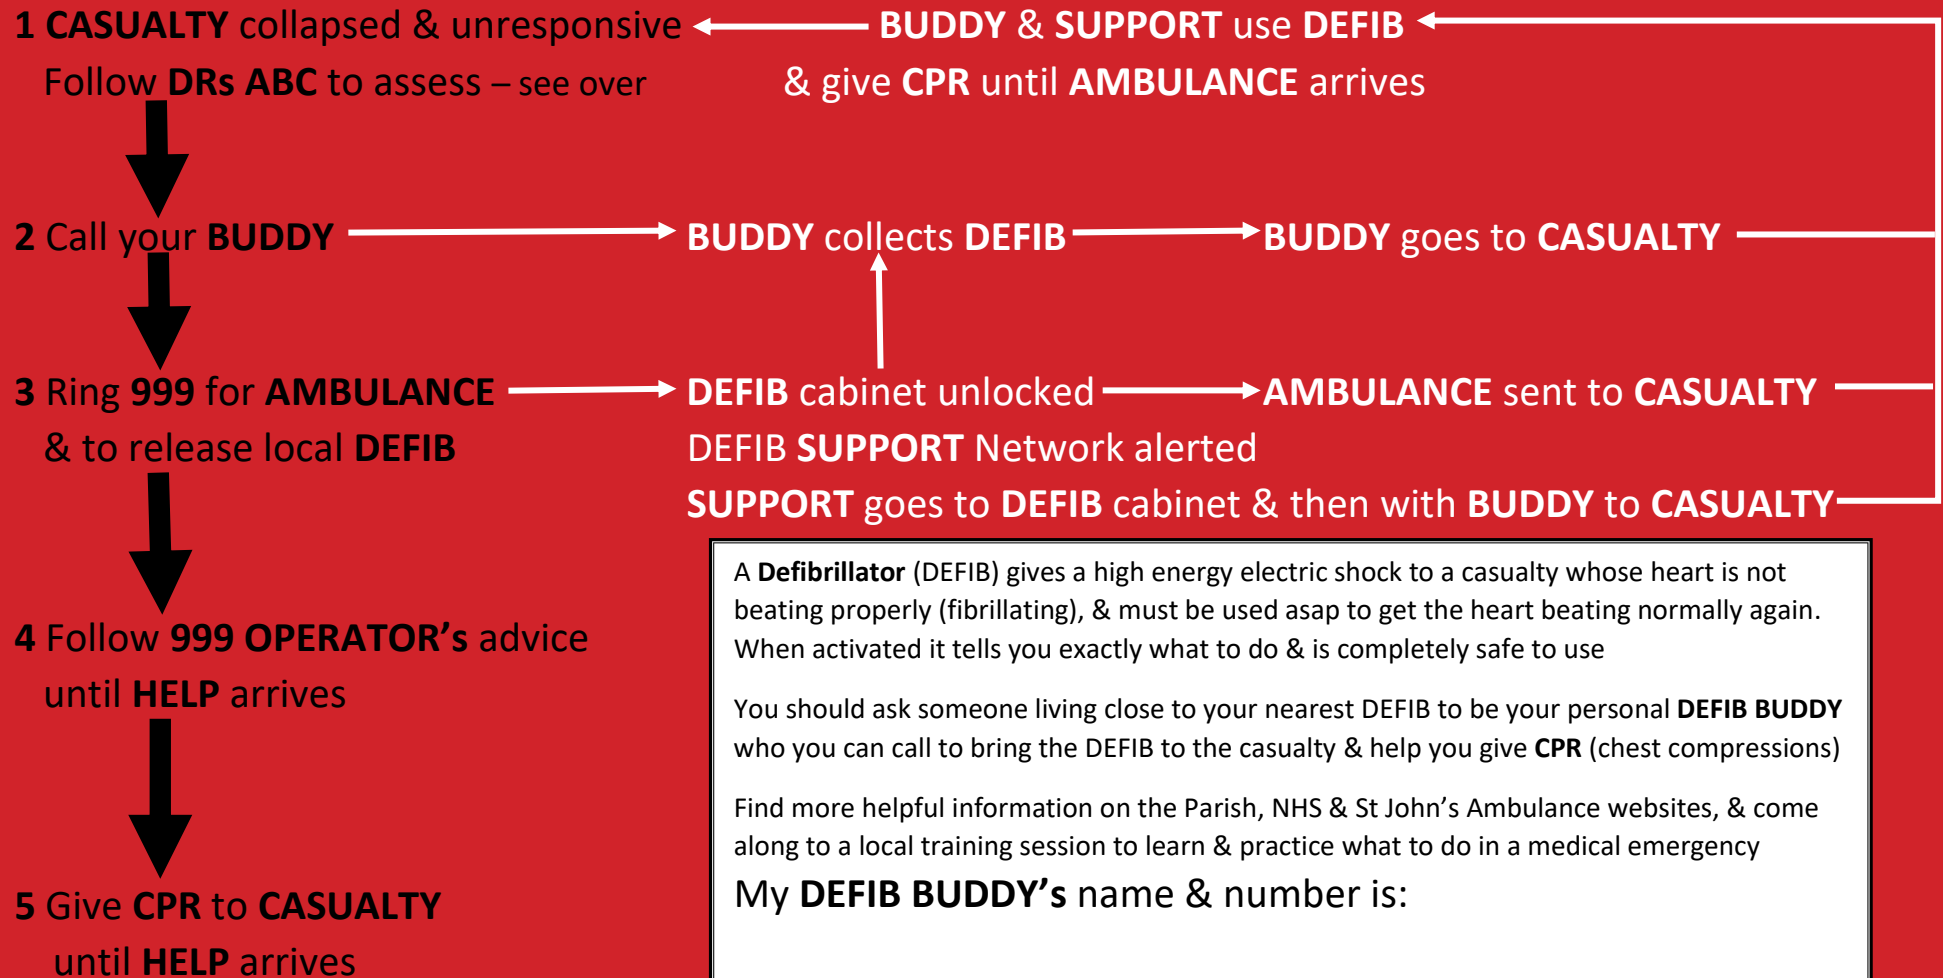 1 CASUALTY collapsed & unresponsive
Follow DRs ABC to assess – see over
BUDDY & SUPPORT use DEFIB
& give CPR until AMBULANCE arrives
2 Call your BUDDY
BUDDY collects DEFIB
BUDDY goes to CASUALTY
3 Ring 999 for AMBULANCE
& to release local DEFIB
DEFIB cabinet unlocked
AMBULANCE sent to CASUALTY
DEFIB SUPPORT Network alerted
SUPPORT goes to DEFIB cabinet & then with BUDDY to CASUALTY
4 Follow 999 OPERATOR’s advice
until HELP arrives
5 Give CPR to CASUALTY
until HELP arrives
A Defibrillator (DEFIB) gives a high energy electric shock to a casualty whose heart is not
beating properly (fibrillating), & must be used asap to get the heart beating normally again.
When activated it tells you exactly what to do & is completely safe to use
You should ask someone living close to your nearest DEFIB to be your personal DEFIB BUDDY
who you can call to bring the DEFIB to the casualty & help you give CPR (chest compressions)
Find more helpful information on the Parish, NHS & St John’s Ambulance websites, & come
along to a local training session to learn & practice what to do in a medical emergency
My DEFIB BUDDY’s name & number is: